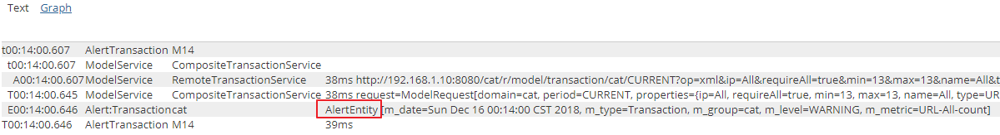 Text Graph
t00:14:00.607 AlertTransaction M14
t00:14:00.607 ModelService CompositeTransactionService
A00:14:00.607 ModelService RemoteTransactionService 38ms http://192.168.1.10:8080/cat/r/model/transaction/cat/CURRENT?op=xml&ip=All&requireAll=true&min=13&max=13&name=All&t
T00:14:00.645 ModelService CompositeTransactionService 38ms request=ModelRequest[domain=cat, period=CURRENT, properties={ip=All, requireAll=true, min=13, max=13, name=All, type=UR
E00:14:00.646 Alert:Transaction cat AlertEntity [m_date=Sun Dec 16 00:14:00 CST 2018, m_type=Transaction, m_group=cat, m_level=WARNING, m_metric=URL-All-count]
T00:14:00.646 AlertTransaction M14 39ms